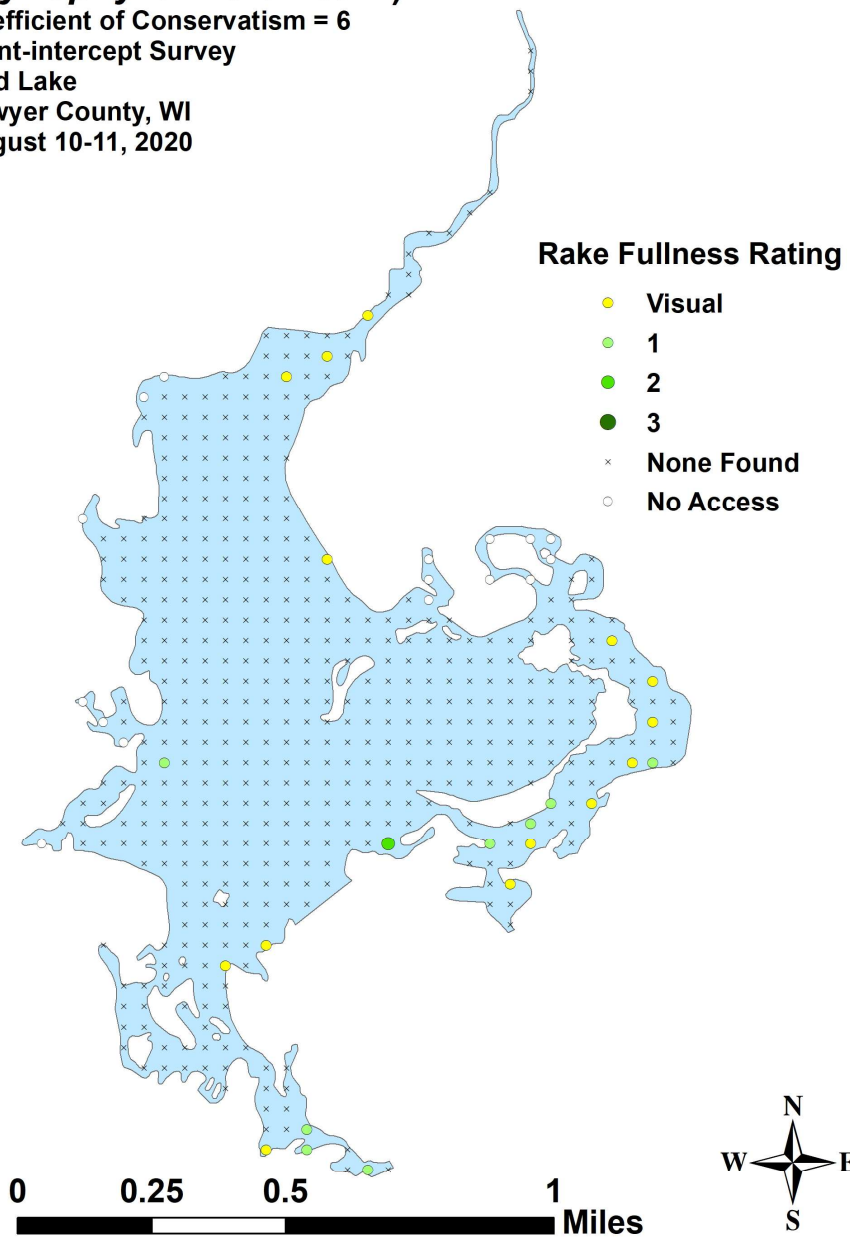 efficient of Conservatism = 6
nt-intercept Survey
d Lake
wyer County, WI
gust 10-11, 2020
Rake Fullness Rating
Visual
1
2
3
None Found
No Access
N
W E
S
0 0.25 0.5 1
Miles